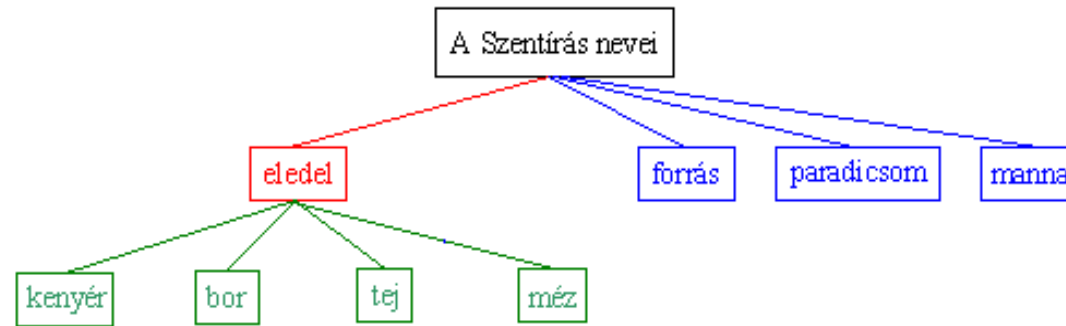 A Szentírás nevei
eledel
forrás
paradicsom
manna
kenyér
bor
tej
méz